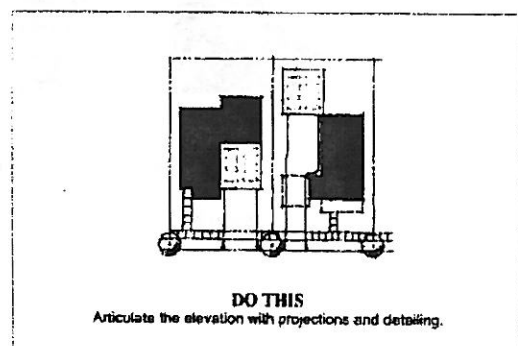 DO THIS
Articulate the elevation with projections and detailing.